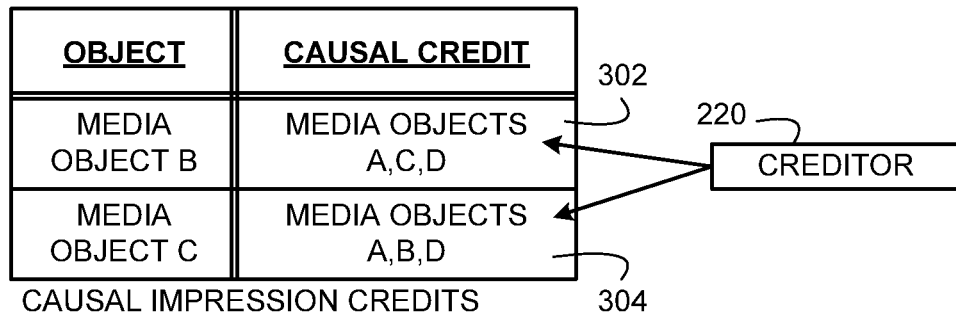 OBJECT CAUSAL CREDIT
302
MEDIA OBJECT B
MEDIA OBJECTS A,C,D
220
CREDITOR
MEDIA OBJECT C
MEDIA OBJECTS A,B,D
CAUSAL IMPRESSION CREDITS
304